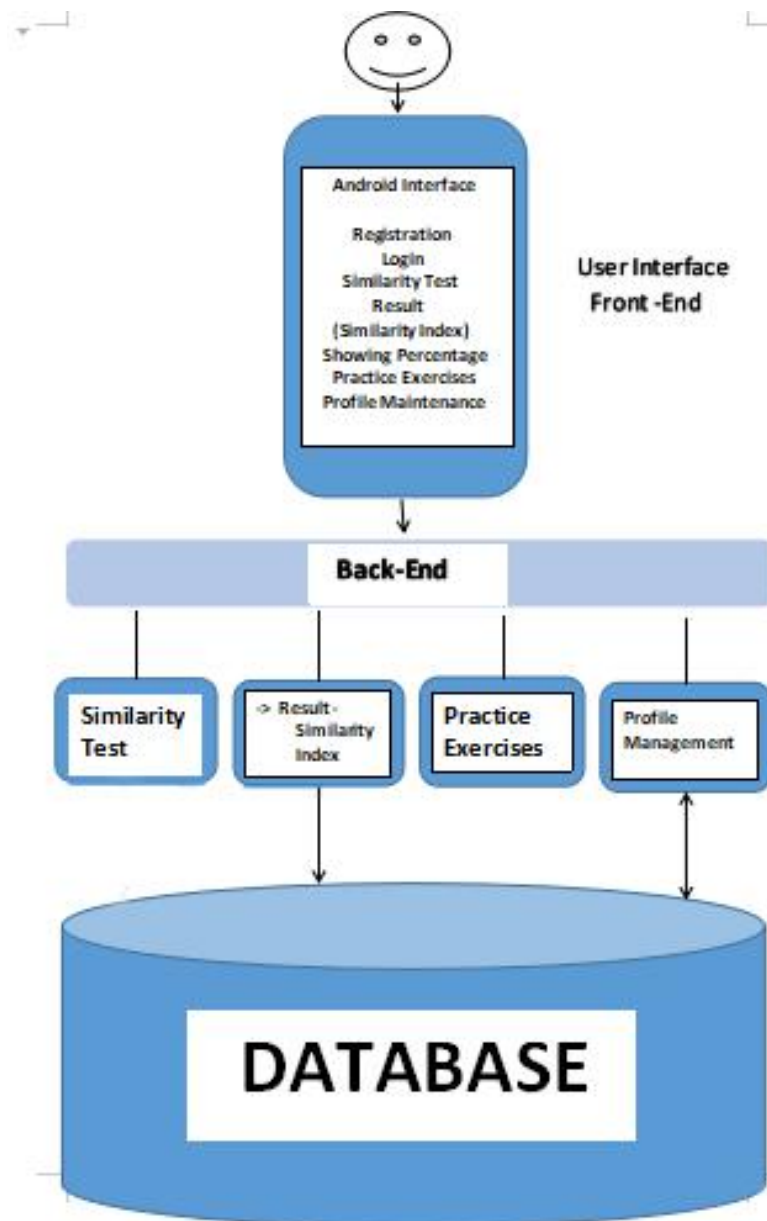 Android Interface
Registration
Login
Similarity Test
Result
(Similarity Index)
Showing Percentage
Practice Exercises
Profile Maintenance
User Interface
Front -End
Back-End
Similarity
Test
-> Result-
Similarity
Index
Practice
Exercises
Profile
Management
DATABASE